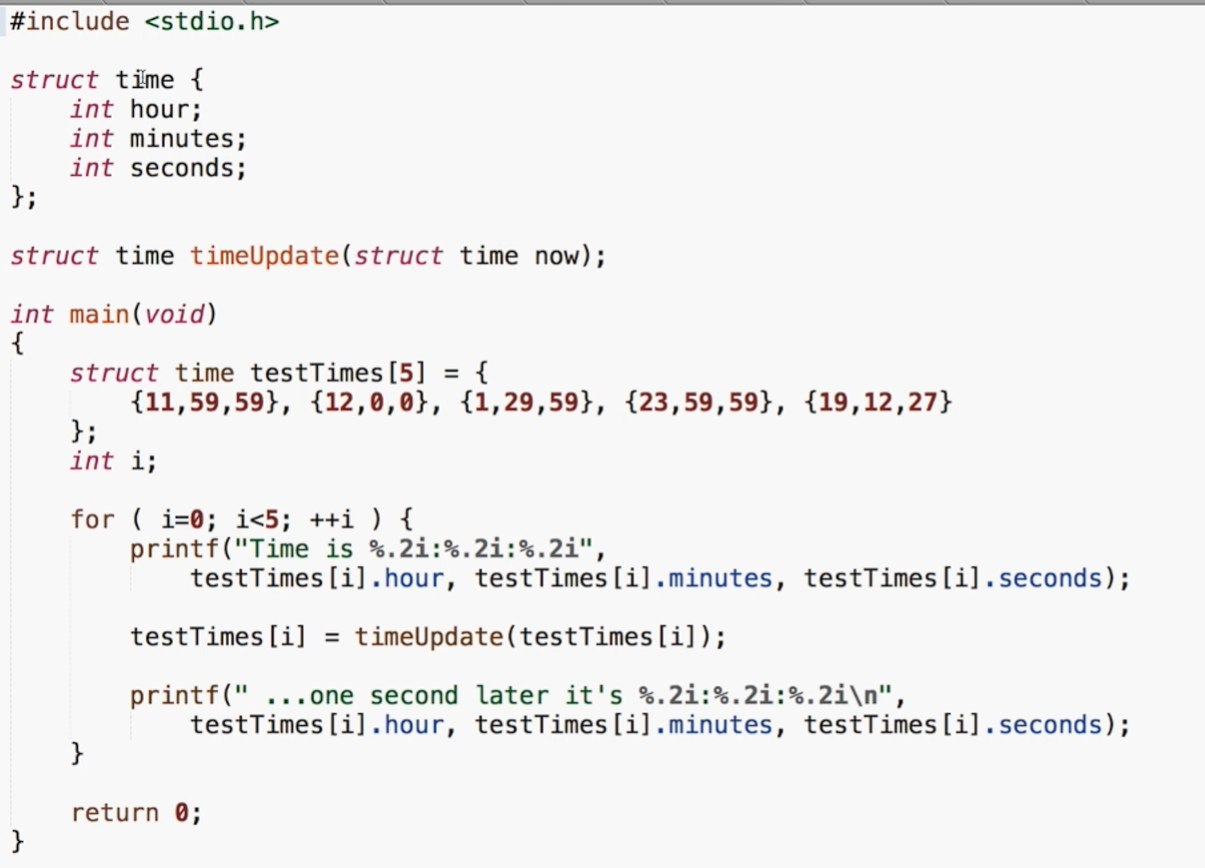 #include <stdio.h>
struct time {
    int hour;
    int minutes;
    int seconds;
};
struct time timeUpdate(struct time now);
int main(void)
{
    struct time testTimes[5] = {
        {11,59,59}, {12,0,0}, {1,29,59}, {23,59,59}, {19,12,27}
    };
    int i;
    for ( i=0; i<5; ++i ) {
        printf("Time is %.2i:%.2i:%.2i",
            testTimes[i].hour, testTimes[i].minutes, testTimes[i].seconds);
        testTimes[i] = timeUpdate(testTimes[i]);
        printf(" ...one second later it's %.2i:%.2i:%.2i\n",
            testTimes[i].hour, testTimes[i].minutes, testTimes[i].seconds);
    }
    return 0;
}